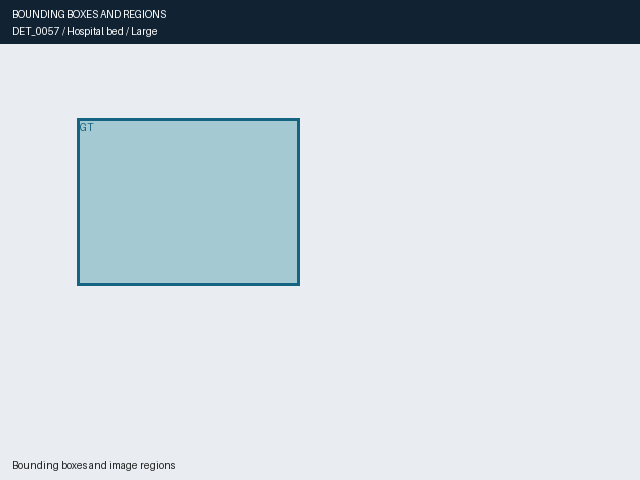 BOUNDING BOXES AND REGIONS
DET_0057 / Hospital bed / Large
GT
Bounding boxes and image regions